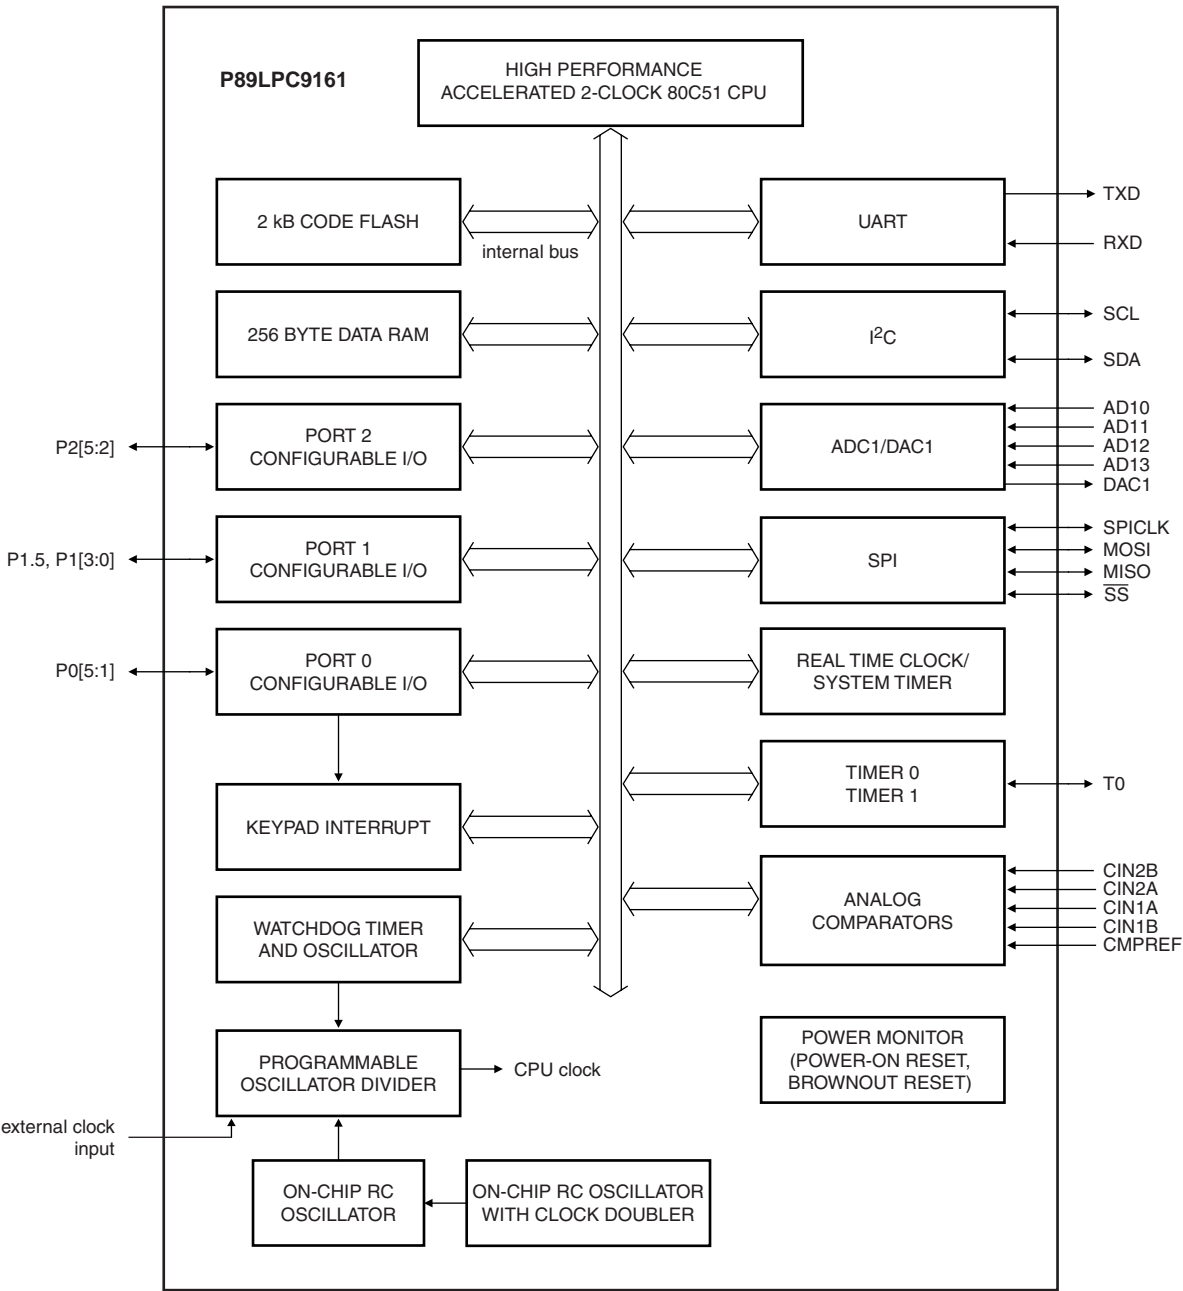 P89LPC9161
HIGH PERFORMANCE
ACCELERATED 2-CLOCK 80C51 CPU
2 kB CODE FLASH
internal bus
256 BYTE DATA RAM
P2[5:2]
PORT 2
CONFIGURABLE I/O
P1.5, P1[3:0]
PORT 1
CONFIGURABLE I/O
P0[5:1]
PORT 0
CONFIGURABLE I/O
KEYPAD INTERRUPT
WATCHDOG TIMER
AND OSCILLATOR
PROGRAMMABLE
OSCILLATOR DIVIDER
CPU clock
external clock
input
ON-CHIP RC
OSCILLATOR
ON-CHIP RC OSCILLATOR
WITH CLOCK DOUBLER
UART
TXD
RXD
I²C
SCL
SDA
ADC1/DAC1
AD10
AD11
AD12
AD13
DAC1
SPI
SPICLK
MOSI
MISO
S̅S̅
REAL TIME CLOCK/
SYSTEM TIMER
TIMER 0
TIMER 1
T0
ANALOG
COMPARATORS
CIN2B
CIN2A
CIN1A
CIN1B
CMPREF
POWER MONITOR
(POWER-ON RESET,
BROWNOUT RESET)